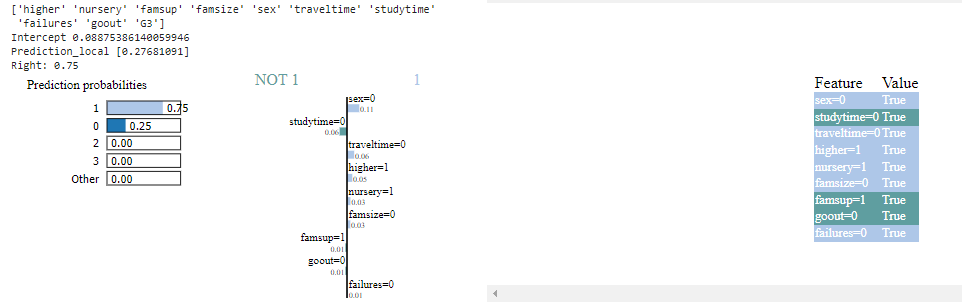 ['higher' 'nursery' 'famsup' 'famsize' 'sex' 'traveltime' 'studytime'
'failures' 'goout' 'G3']
Intercept 0.08875386140059946
Prediction_local [0.27681091]
Right: 0.75
Prediction probabilities
1 0.75
0 0.25
2 0.00
3 0.00
Other 0.00
NOT 1 1
sex=0
0.11
studytime=0
0.06
traveltime=0
0.06
higher=1
0.05
nursery=1
0.03
famsize=0
0.03
famsup=1
0.01
goout=0
0.01
failures=0
0.01
Feature Value
sex=0 True
studytime=0 True
traveltime=0 True
higher=1 True
nursery=1 True
famsize=0 True
famsup=1 True
goout=0 True
failures=0 True